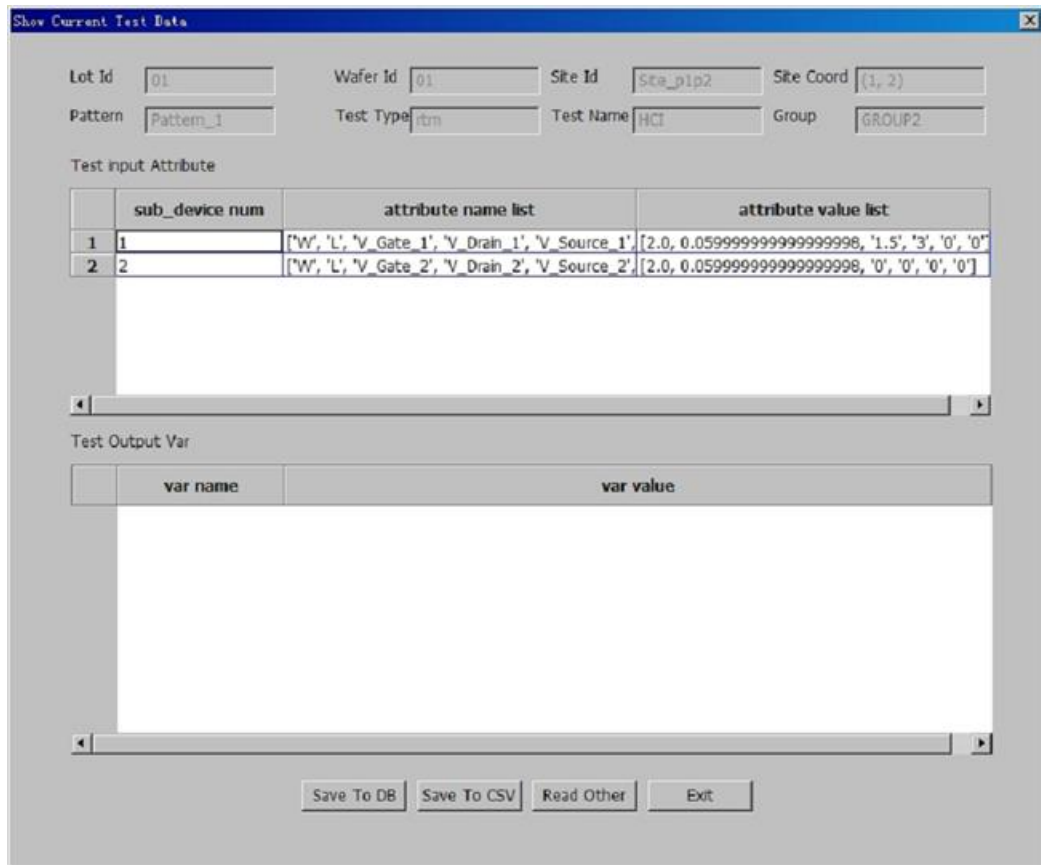 Show Current Test Data
Lot Id 01 Wafer Id 01 Site Id Site_p1p2 Site Coord (1, 2)
Pattern Pattern_1 Test Type rtm Test Name HCI Group GROUP2
Test input Attribute
sub_device num attribute name list attribute value list
1 1 ['W', 'L', 'V_Gate_1', 'V_Drain_1', 'V_Source_1', [2.0, 0.059999999999999998, '1.5', '3', '0', '0']
2 2 ['W', 'L', 'V_Gate_2', 'V_Drain_2', 'V_Source_2', [2.0, 0.059999999999999998, '0', '0', '0', '0']
Test Output Var
var name var value
Save To DB Save To CSV Read Other Exit